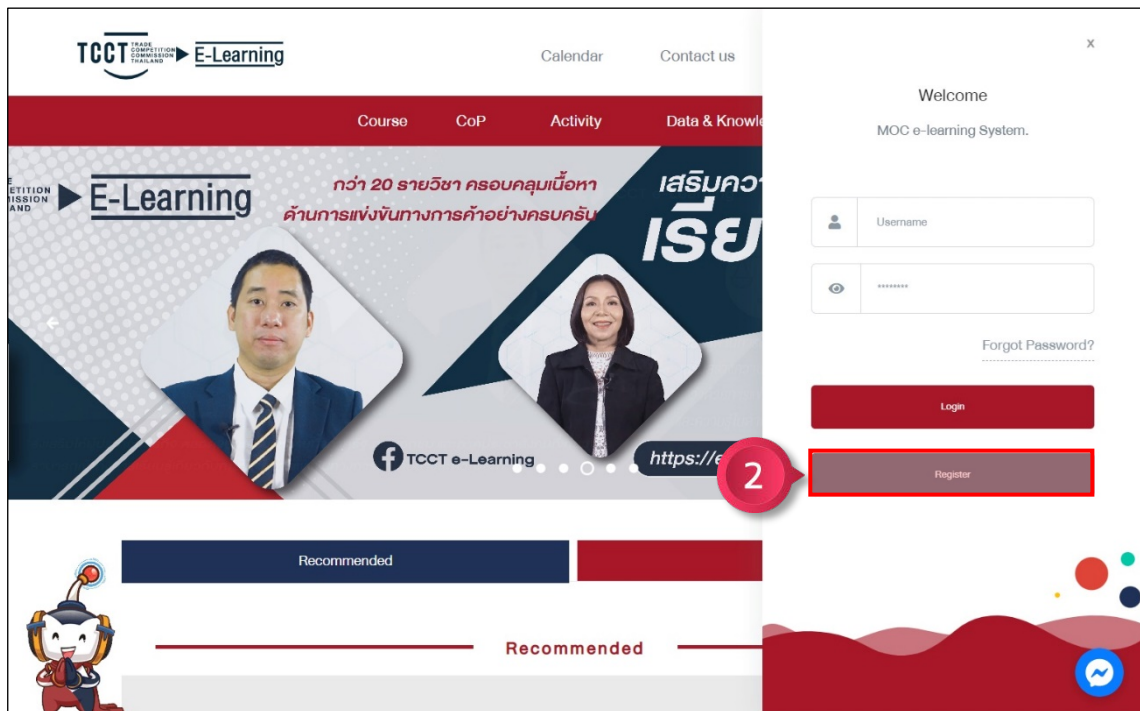 TCCT TRADE COMPETITION COMMISSION THAILAND E-Learning
Calendar
Contact us
x
Welcome
MOC e-learning System.
Course
CoP
Activity
Data & Knowle
ETITION
AND
E-Learning
กว่า 20 รายวิชา ครอบคลุมเนื้อหา
ด้านการแข่งขันทางการค้าอย่างครบครัน
เสริมควา
เรีย
Username
********
Forgot Password?
Login
TCCT e-Learning
https://e
2
Register
Recommended
Recommended